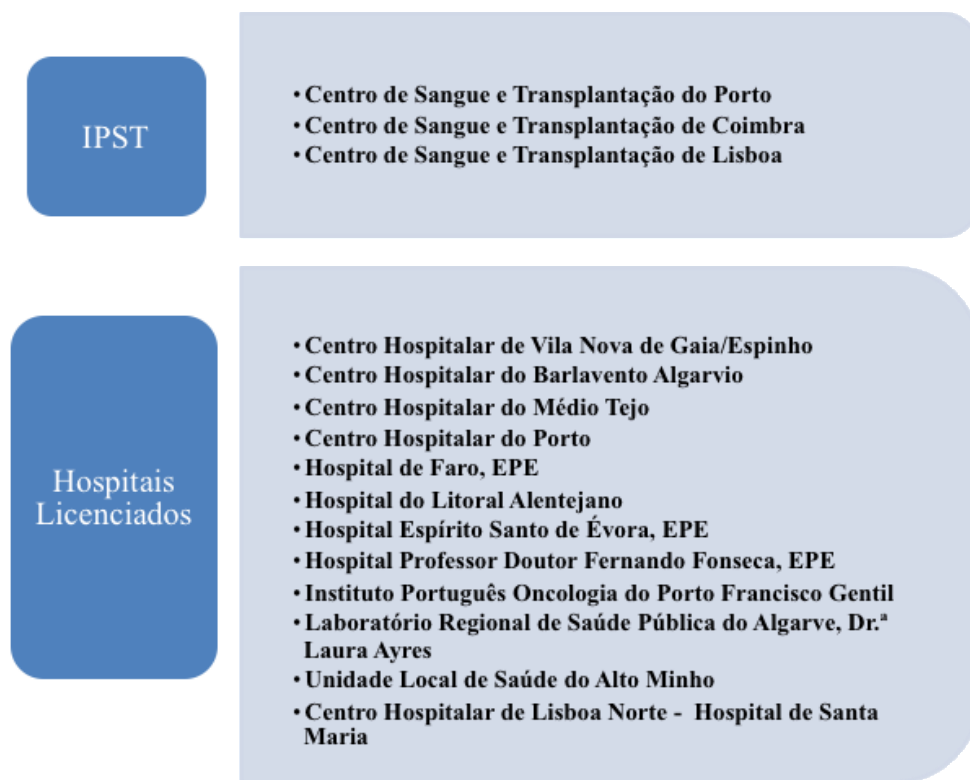 IPST
• Centro de Sangue e Transplantação do Porto
• Centro de Sangue e Transplantação de Coimbra
• Centro de Sangue e Transplantação de Lisboa
Hospitais
Licenciados
• Centro Hospitalar de Vila Nova de Gaia/Espinho
• Centro Hospitalar do Barlavento Algarvio
• Centro Hospitalar do Médio Tejo
• Centro Hospitalar do Porto
• Hospital de Faro, EPE
• Hospital do Litoral Alentejano
• Hospital Espírito Santo de Évora, EPE
• Hospital Professor Doutor Fernando Fonseca, EPE
• Instituto Português Oncologia do Porto Francisco Gentil
• Laboratório Regional de Saúde Pública do Algarve, Dr.ª
Laura Ayres
• Unidade Local de Saúde do Alto Minho
• Centro Hospitalar de Lisboa Norte - Hospital de Santa
Maria